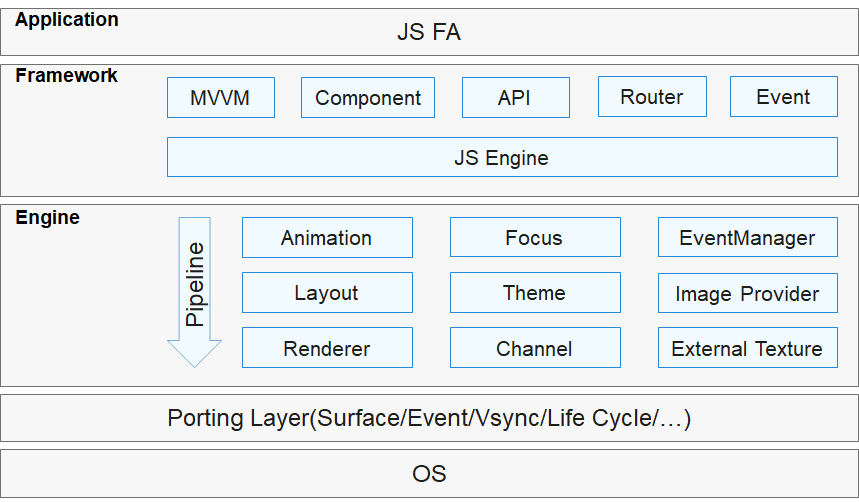 Application
JS FA
Framework
MVVM
Component
API
Router
Event
JS Engine
Engine
Pipeline
Animation
Focus
EventManager
Layout
Theme
Image Provider
Renderer
Channel
External Texture
Porting Layer(Surface/Event/Vsync/Life Cycle/…)
OS